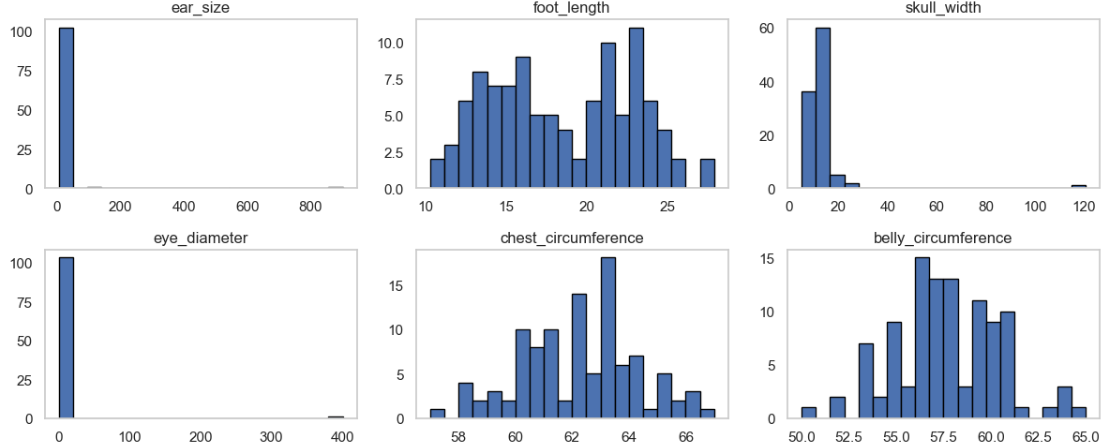 ear_size
foot_length
skull_width
100
75
50
25
0
0 200 400 600 800
10.0
7.5
5.0
2.5
0.0
10 15 20 25
60
40
20
0
0 20 40 60 80 100 120
eye_diameter
chest_circumference
belly_circumference
100
75
50
25
0
0 100 200 300 400
15
10
5
0
58 60 62 64 66
15
10
5
0
50.0 52.5 55.0 57.5 60.0 62.5 65.0